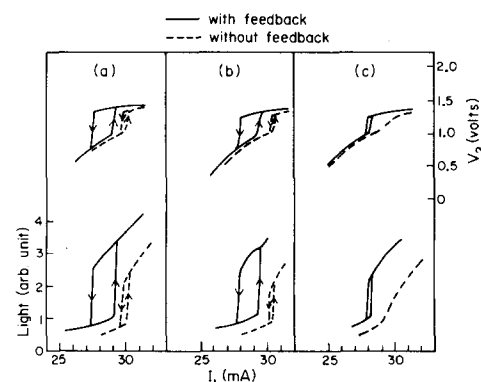 with feedback
without feedback
(a) (b) (c)
2.0
1.5
1.0
0.5
0
V₂ (volts)
4
3
2
1
0
Light (arb unit)
25 30 25 30 25 30
I, (mA)